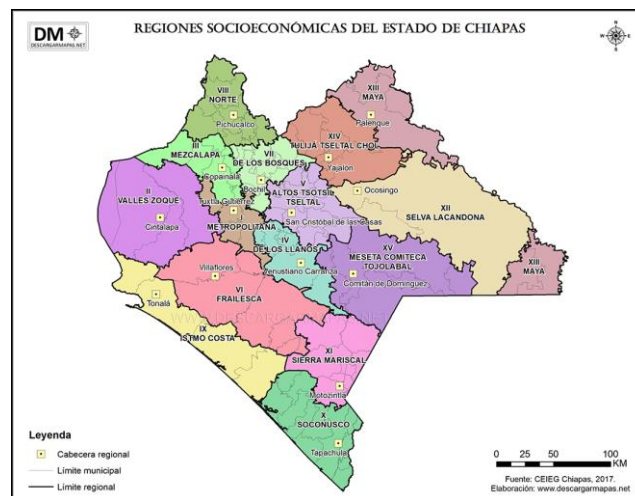 DM
DESCARGARMAPAS.NET
REGIONES SOCIOECONÓMICAS DEL ESTADO DE CHIAPAS
N
W
E
S
VIII
NORTE
Pichucalco
XIII
MAYA
Palenque
XIV
TULIJÁ TSELTAL CHOL
Yajalón
III
MEZCALAPA
Copainalá
VII
DE LOS BOSQUES
Bochil
V
ALTOS TSOTSIL
TSELTAL
San Cristóbal de las Casas
Ocosingo
XII
SELVA LACANDONA
II
VALLES ZOQUE
Cintalapa
Tuxtla Gutiérrez
I
METROPOLITANA
IV
DE LOS LLANOS
Venustiano Carranza
XV
MESETA COMITECA
TOJOLABAL
Comitán de Domínguez
XIII
MAYA
Villaflores
VI
FRAILESCA
Tonalá
IX
ISTMO COSTA
XI
SIERRA MARISCAL
Motozintla
X
SOCONUSCO
Tapachula
Leyenda
Cabecera regional
Límite municipal
Límite regional
0 20 40 60 80 100
KM
Fuente: CEIEG Chiapas, 2017.
Elaboración: www.descargarmapas.net